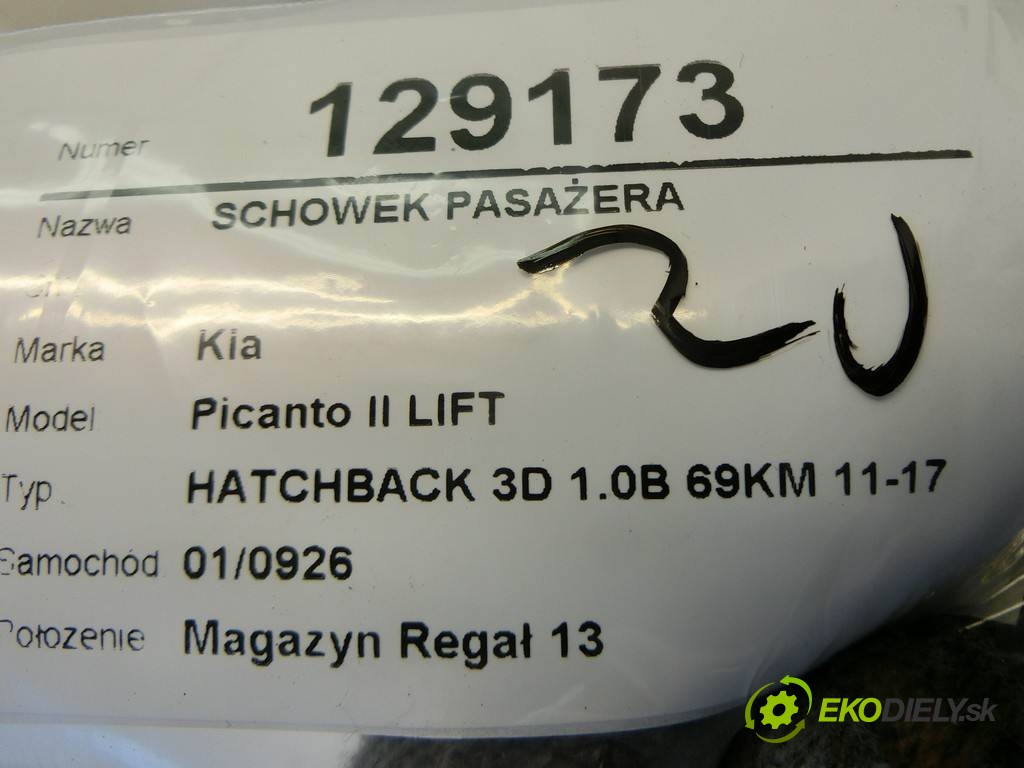 Numer 129173
Nazwa SCHOWEK PASAŻERA
Marka Kia
Model Picanto II LIFT
Typ. HATCHBACK 3D 1.0B 69KM 11-17
Samochód 01/0926
Położenie Magazyn Regał 13
EKODIELY.sk